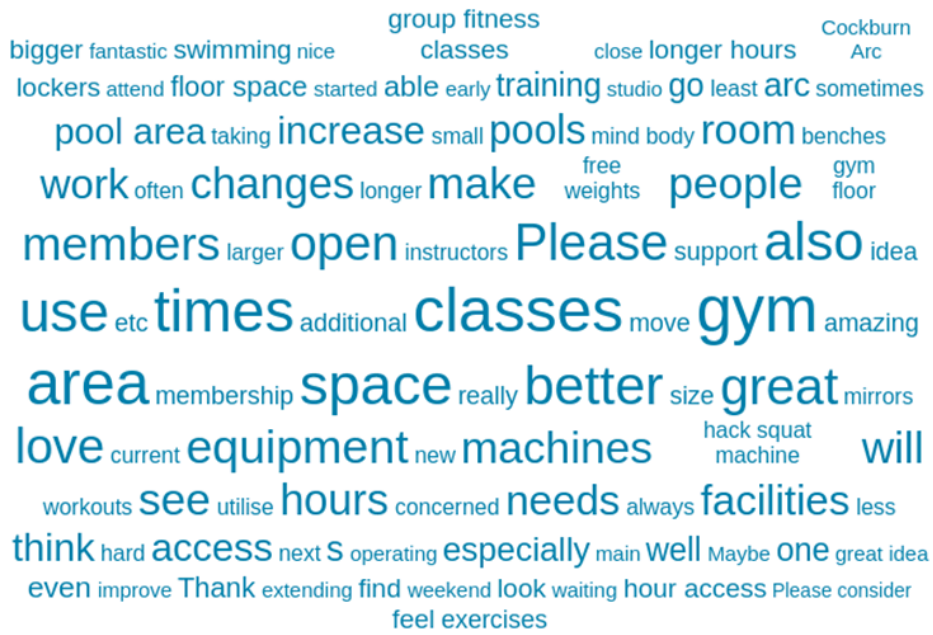 group fitness
classes
Cockburn
Arc
bigger fantastic swimming nice close longer hours
lockers attend floor space started able early training studio go least arc sometimes
pool area taking increase small pools mind body room benches
work often changes longer make free
weights people gym
floor
members larger open instructors Please support also idea
use etc times additional classes move gym amazing
area membership space really better size great mirrors
love current equipment new machines hack squat
machine will
workouts see utilise hours concerned needs always facilities less
think hard access next s operating especially main well Maybe one great idea
even improve Thank extending find weekend look waiting hour access Please consider
feel exercises